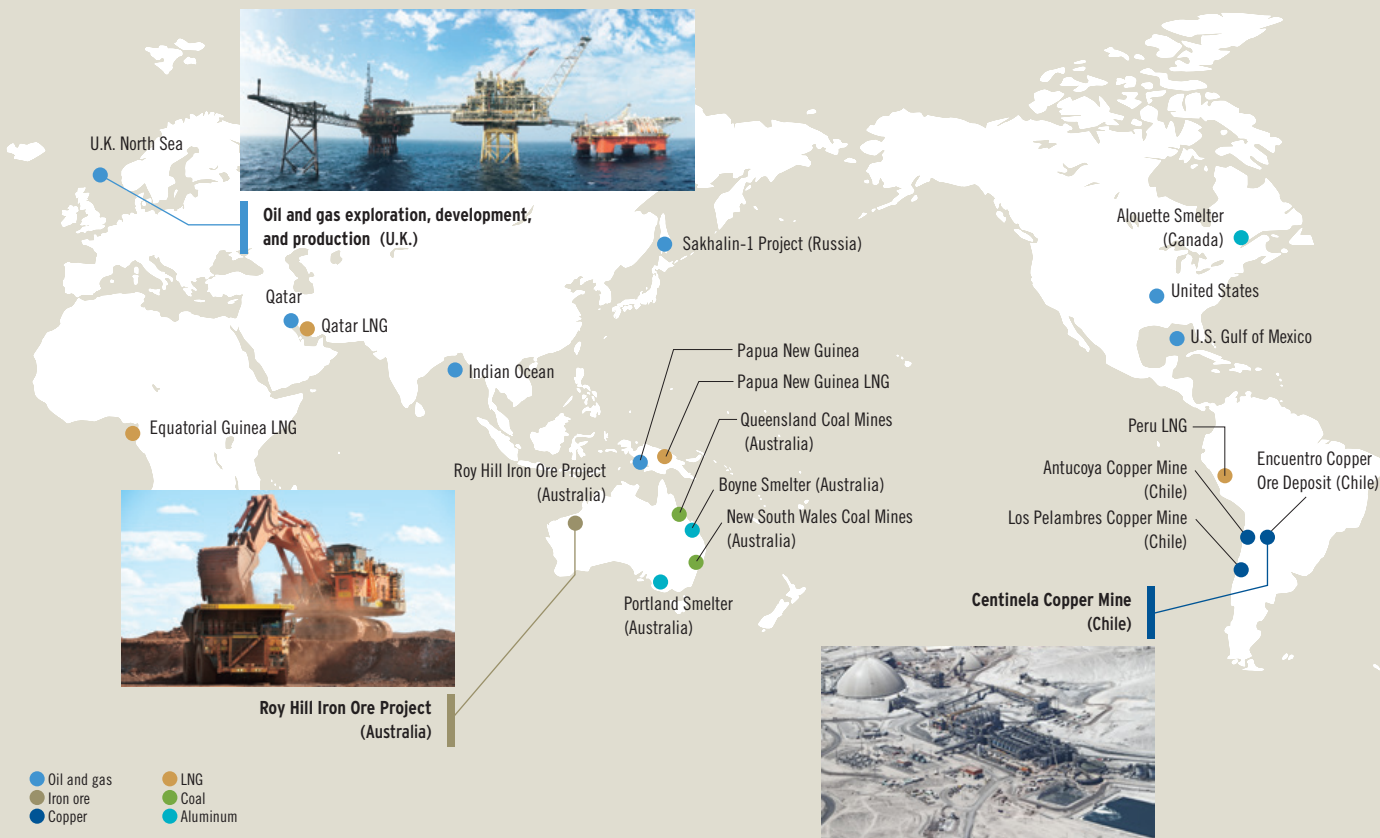 U.K. North Sea
Oil and gas exploration, development,
and production (U.K.)
Sakhalin-1 Project (Russia)
Alouette Smelter
(Canada)
United States
U.S. Gulf of Mexico
Qatar
Qatar LNG
Indian Ocean
Equatorial Guinea LNG
Papua New Guinea
Papua New Guinea LNG
Queensland Coal Mines
(Australia)
Roy Hill Iron Ore Project
(Australia)
Boyne Smelter (Australia)
New South Wales Coal Mines
(Australia)
Portland Smelter
(Australia)
Peru LNG
Antucoya Copper Mine
(Chile)
Encuentro Copper
Ore Deposit (Chile)
Los Pelambres Copper Mine
(Chile)
Centinela Copper Mine
(Chile)
Roy Hill Iron Ore Project
(Australia)
Oil and gas
Iron ore
Copper
LNG
Coal
Aluminum